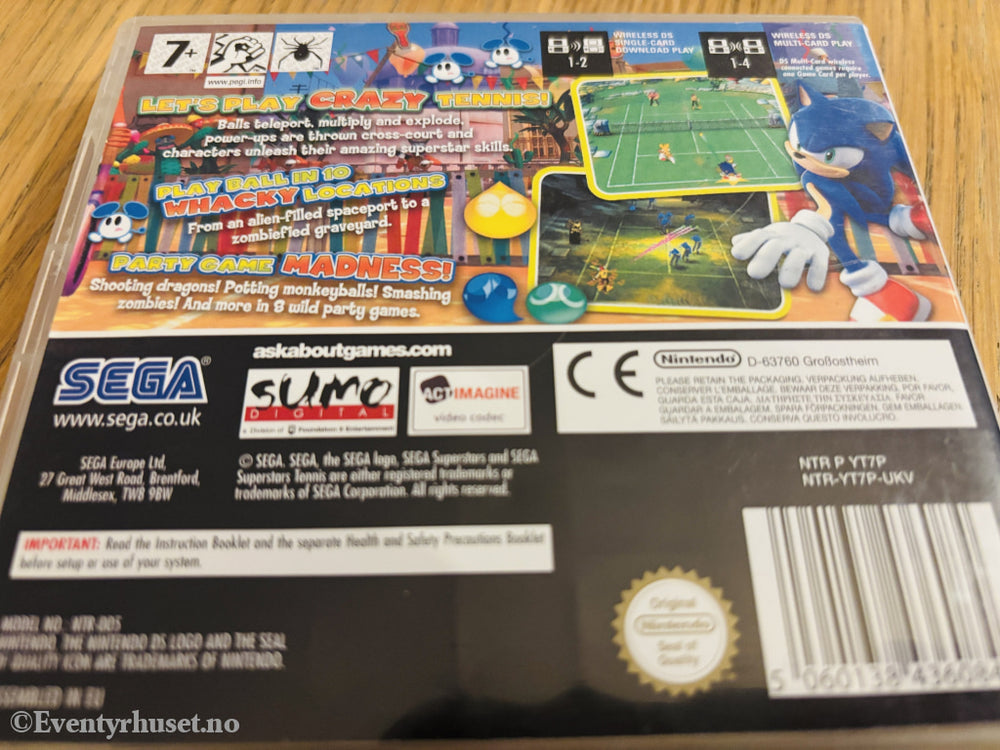 7+
www.pegi.info
WIRELESS DS
SINGLE-CARD
DOWNLOAD PLAY
1-2
WIRELESS DS
MULTI-CARD PLAY
1-4
DS Multi-Card wireless
connected games require
one Game Card per player.
LET'S PLAY CRAZY TENNIS!
Balls teleport, multiply and explode,
power-ups are thrown cross-court and
characters unleash their amazing superstar skills.
PLAY BALL IN 10
WHACKY LOCATIONS
From an alien-filled spaceport to a
zombiefied graveyard.
PARTY GAME MADNESS!
Shooting dragons! Potting monkeyballs! Smashing
zombies! And more in 8 wild party games.
SEGA®
www.sega.co.uk
askaboutgames.com
SUMO
DIGITAL
a Division of Foundation 9 Entertainment
ACTIMAGINE
video codec
CE
Nintendo D-63760 Großostheim
PLEASE RETAIN THE PACKAGING. VERPACKUNG AUFHEBEN.
CONSERVER L'EMBALLAGE. BEWAAR DEZE VERPAKKING. POR FAVOR,
GUARDA ESTA CAJA. ΔΙΑΤΗΡΗΣΤΕ ΤΗΝ ΣΥΣΚΕΥΑΣΙΑ. FAVOR
GUARDAR A EMBALAGEM. SPARA FÖRPACKNINGEN. GEM EMBALLAGEN.
SÄILYTÄ PAKKAUS. CONSERVA QUESTO INVOLUCRO.
SEGA Europe Ltd,
27 Great West Road, Brentford,
Middlesex, TW8 9BW
© SEGA. SEGA, the SEGA logo, SEGA Superstars and SEGA
Superstars Tennis are either registered trademarks or
trademarks of SEGA Corporation. All rights reserved.
NTR P YT7P
NTR-YT7P-UKV
IMPORTANT: Read the Instruction Booklet and the separate Health and Safety Precautions Booklet
before setup or use of your system.
MODEL NO.: NTR-005
NINTENDO, THE NINTENDO DS LOGO AND THE SEAL
OF QUALITY ICON ARE TRADEMARKS OF NINTENDO.
ASSEMBLED IN EU
Original
Nintendo
Seal of
Quality
5 060138 436084
©Eventyrhuset.no